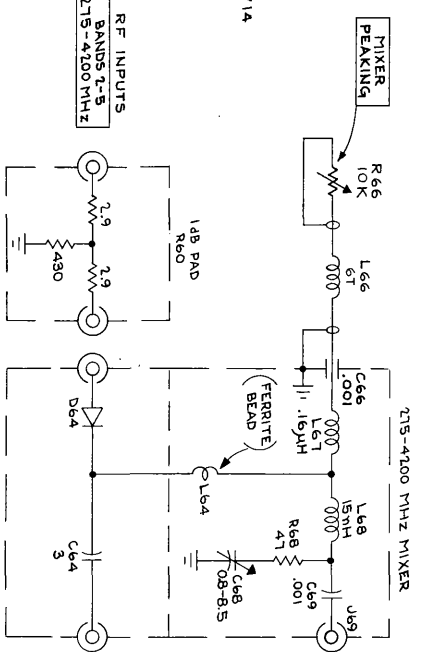 /14
MIXER
PEAKING
R66
10K
L66
6T
C66
.001
.16µH
L67
275-4200 MHz MIXER
L68
15nH
R68
47
C68
0.8-8.5
C69
.001
J69
(FERRITE
BEAD)
L64
RF INPUTS
BANDS 2-5
275-4200MHz
1dB PAD
R60
2.9
2.9
430
D64
C64
3